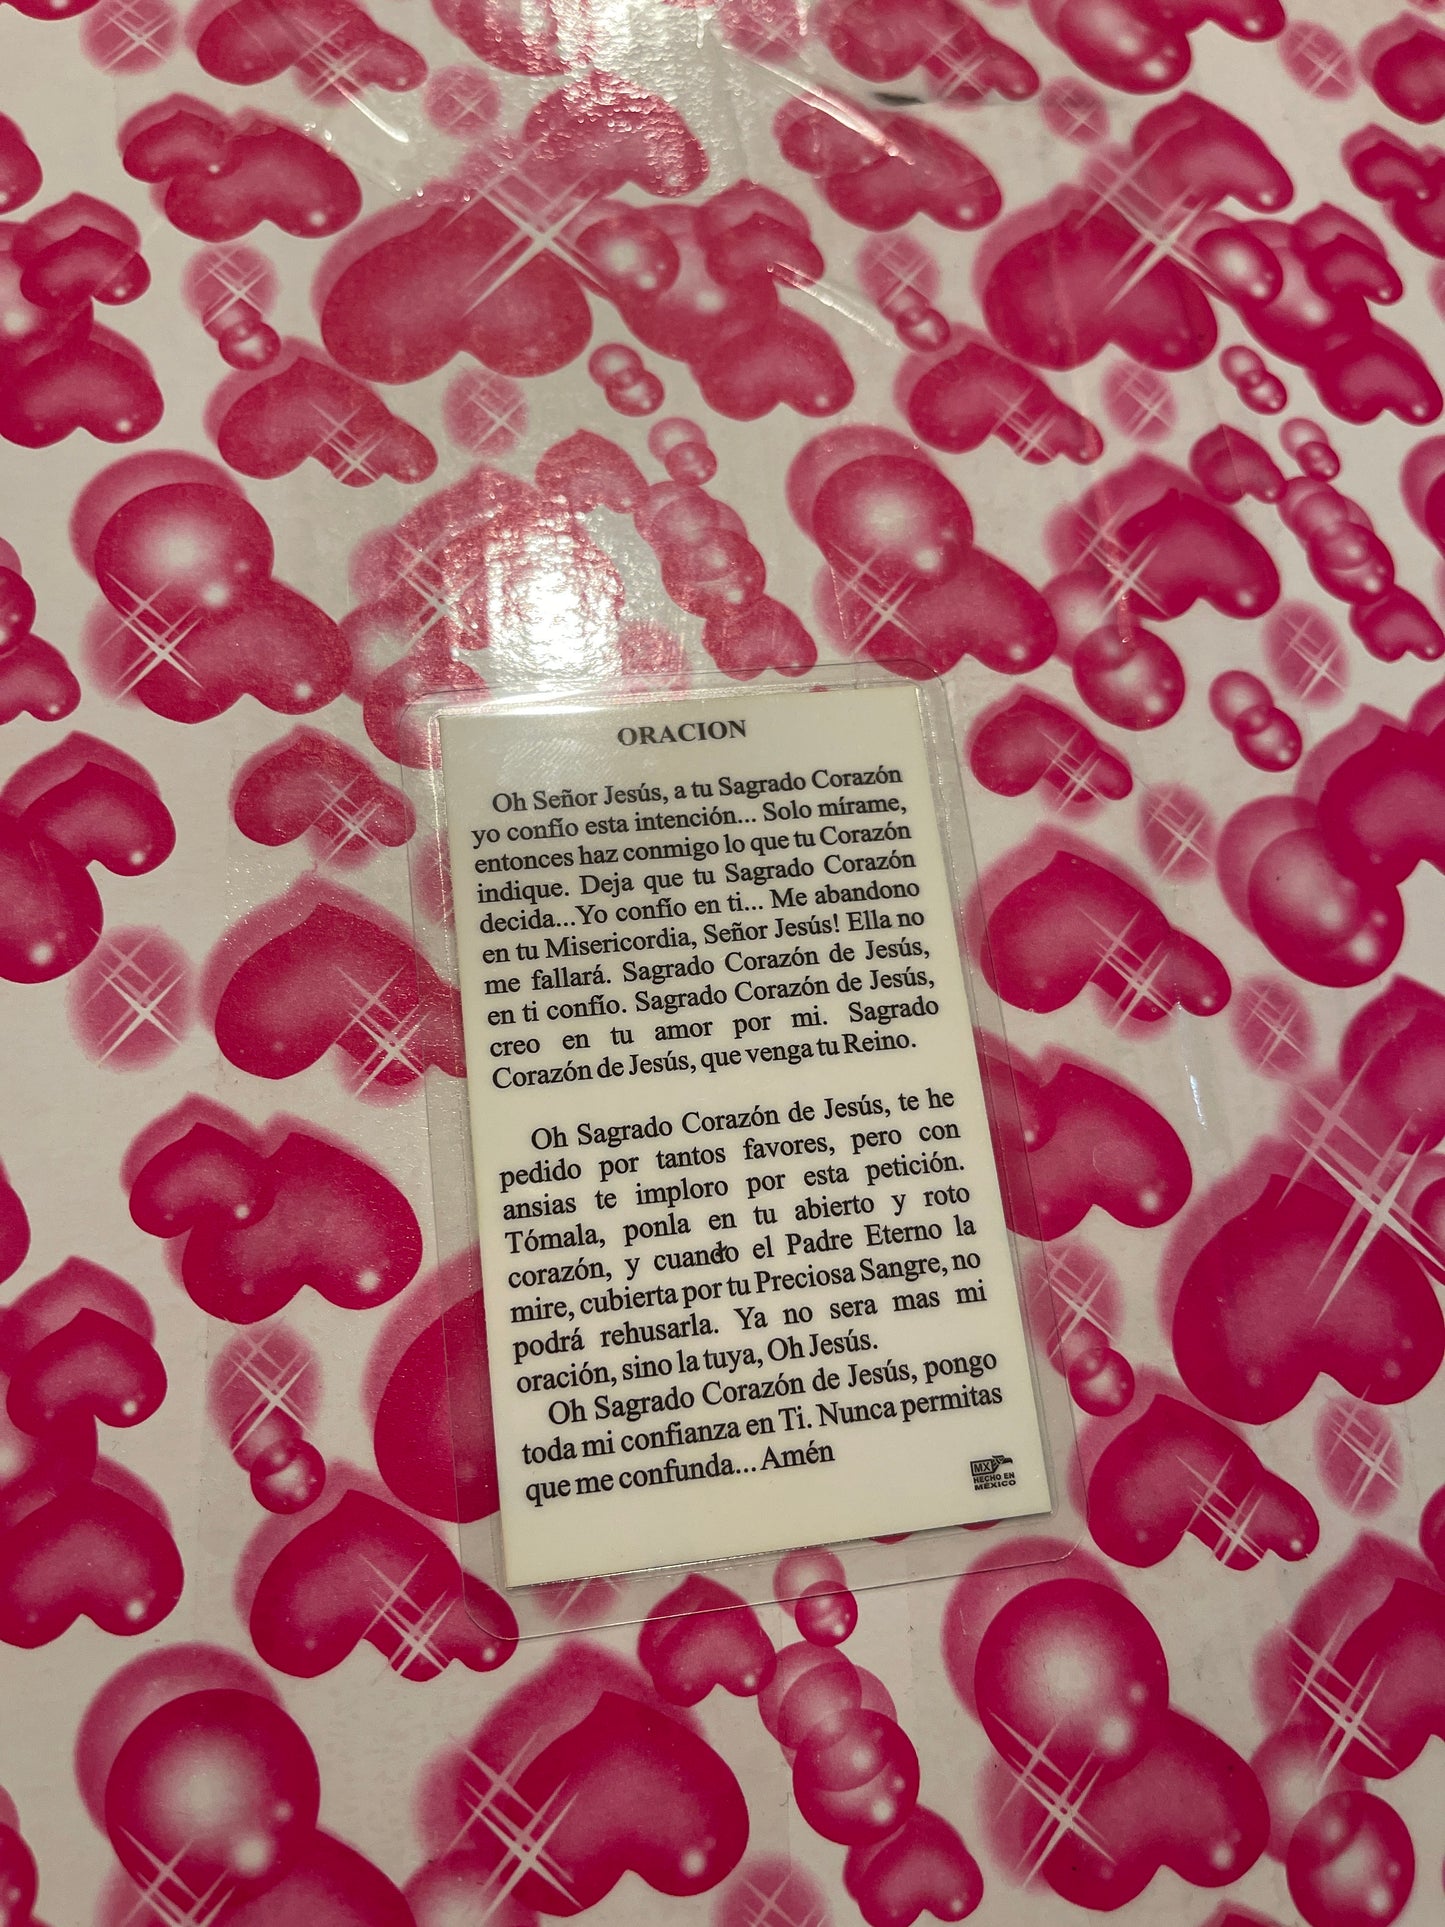 ORACION
Oh Señor Jesús, a tu Sagrado Corazón
yo confío esta intención... Solo mírame,
entonces haz conmigo lo que tu Corazón
indique. Deja que tu Sagrado Corazón
decida...Yo confío en ti... Me abandono
en tu Misericordia, Señor Jesús! Ella no
me fallará. Sagrado Corazón de Jesús,
en ti confío. Sagrado Corazón de Jesús,
creo en tu amor por mi. Sagrado
Corazón de Jesús, que venga tu Reino.
Oh Sagrado Corazón de Jesús, te he
pedido por tantos favores, pero con
ansias te imploro por esta petición.
Tómala, ponla en tu abierto y roto
corazón, y cuando el Padre Eterno la
mire, cubierta por tu Preciosa Sangre, no
podrá rehusarla. Ya no sera mas mi
oración, sino la tuya, Oh Jesús.
Oh Sagrado Corazón de Jesús, pongo
toda mi confianza en Ti. Nunca permitas
que me confunda... Amén
MX
HECHO EN
MÉXICO